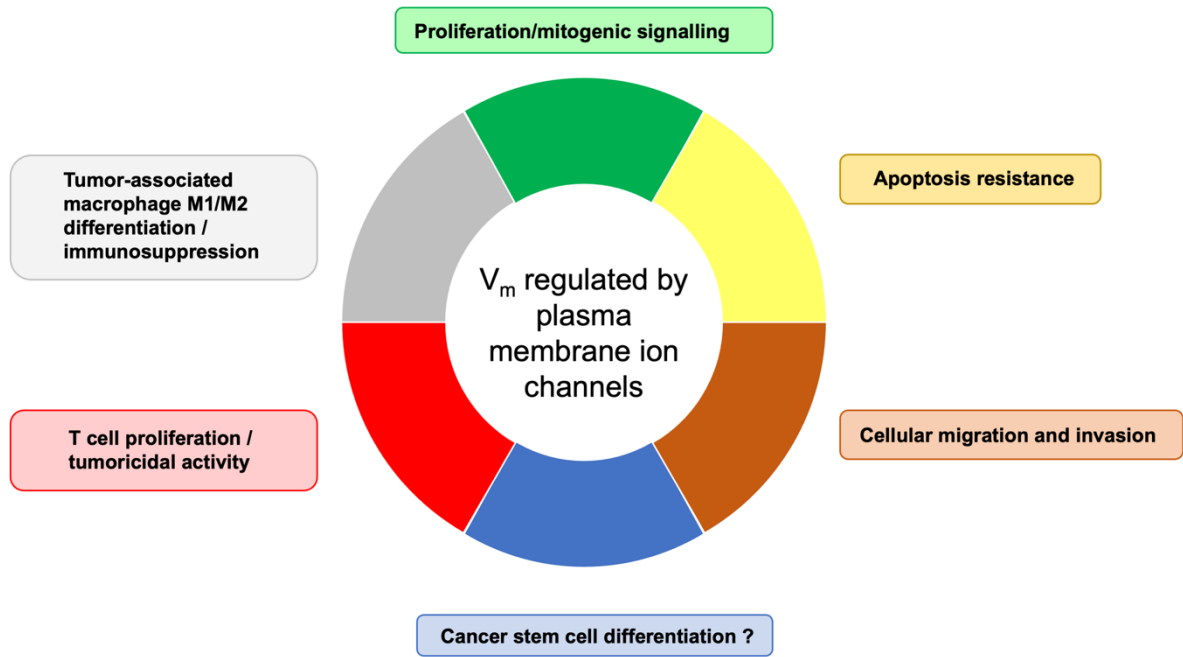 Proliferation/mitogenic signalling
Tumor-associated
macrophage M1/M2
differentiation /
immunosuppression
Apoptosis resistance
V_m regulated by
plasma
membrane ion
channels
T cell proliferation /
tumoricidal activity
Cellular migration and invasion
Cancer stem cell differentiation ?